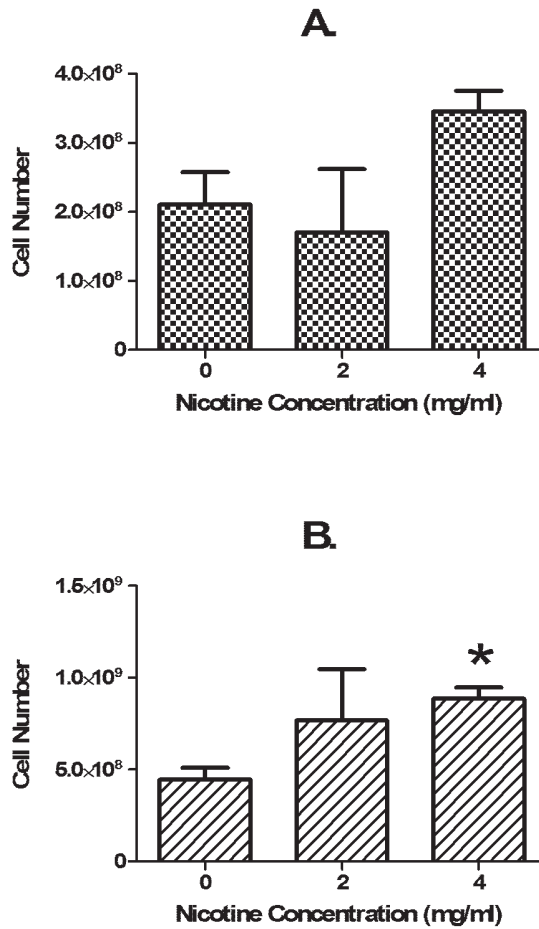 A.
4.0×10⁸
3.0×10⁸
2.0×10⁸
1.0×10⁸
0
Cell Number
0 2 4
Nicotine Concentration (mg/ml)
B.
1.5×10⁹
1.0×10⁹
5.0×10⁸
0
Cell Number
*
0 2 4
Nicotine Concentration (mg/ml)